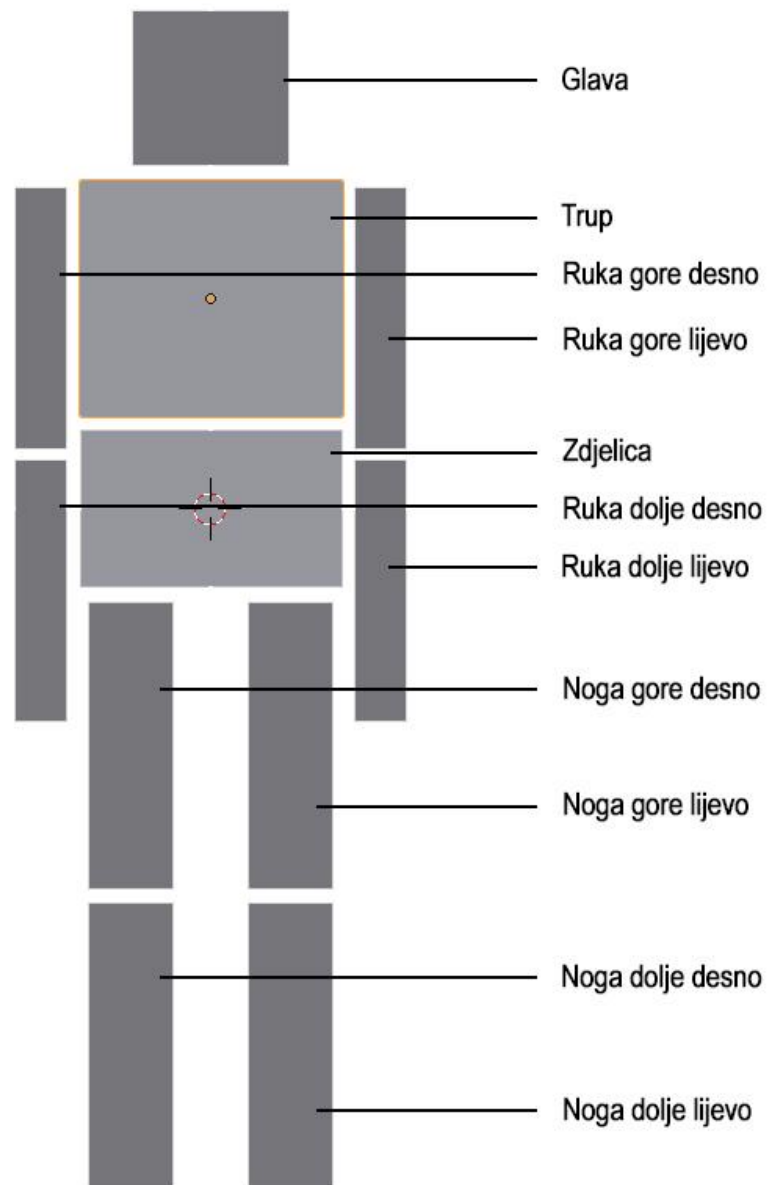 Glava
Trup
Ruka gore desno
Ruka gore lijevo
Zdjelica
Ruka dolje desno
Ruka dolje lijevo
Noga gore desno
Noga gore lijevo
Noga dolje desno
Noga dolje lijevo